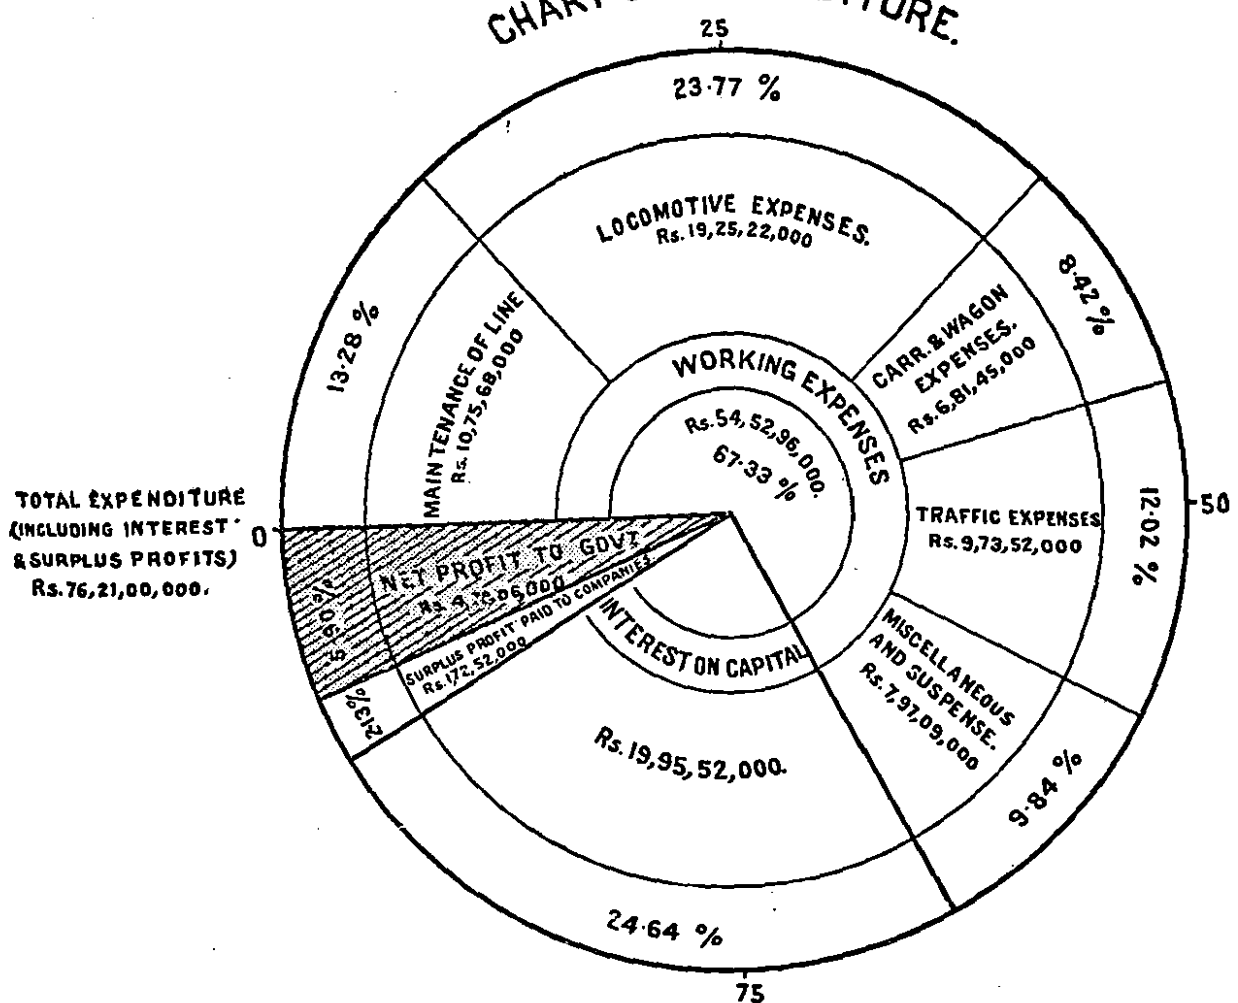 CHART
ITURE.
25
23·77 %
LOCOMOTIVE EXPENSES.
Rs. 19,25,22,000
13·28 %
MAINTENANCE OF LINE
Rs. 10,75,68,000
8·42 %
CARR. & WAGON
EXPENSES.
Rs. 6,81,45,000
WORKING EXPENSES
Rs. 54,52,96,000.
67·33 %
TOTAL EXPENDITURE
(INCLUDING INTEREST
& SURPLUS PROFITS)
Rs. 76,21,00,000.
0
50
12·02 %
TRAFFIC EXPENSES
Rs. 9,73,52,000
NET PROFIT TO GOVT
5·90 %
SURPLUS PROFIT PAID TO COMPANIES
Rs. 1,72,52,000
2·13%
INTEREST ON CAPITAL
Rs. 19,95,52,000.
MISCELLANEOUS
AND SUSPENSE.
Rs. 7,97,09,000
9·84 %
24·64 %
75